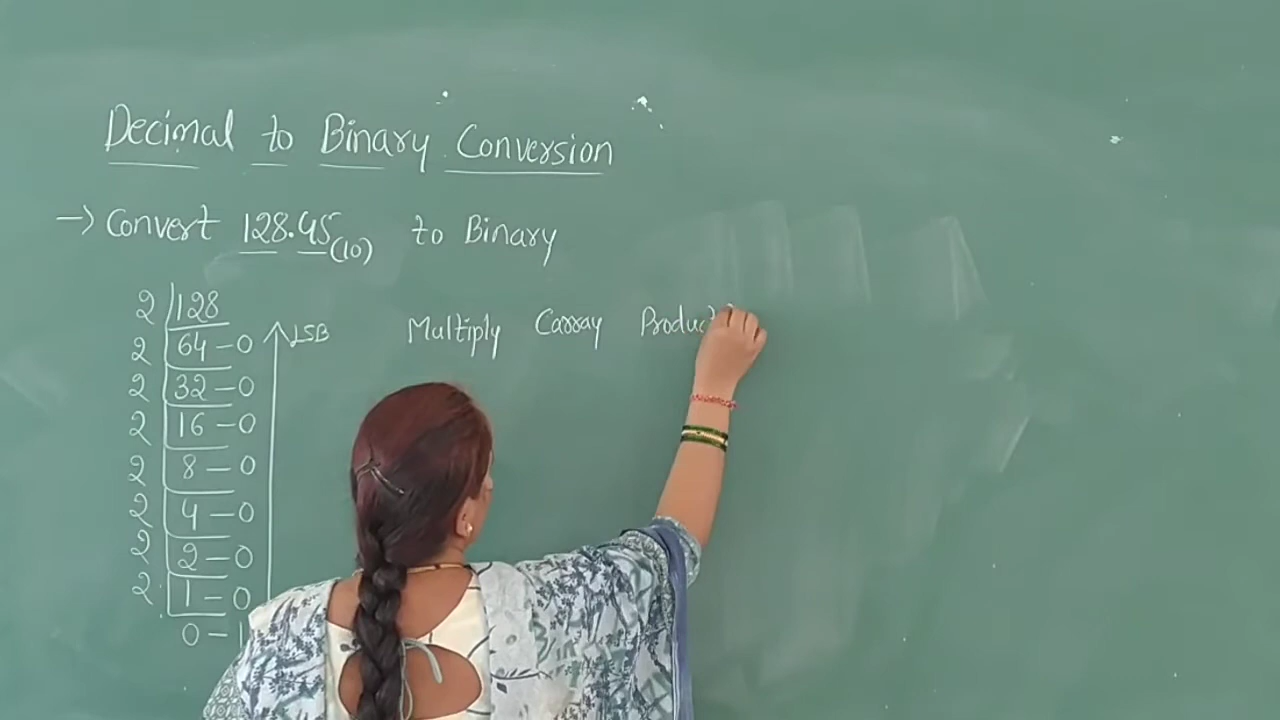 Decimal to Binary Conversion
→ Convert 128.45(10) to Binary
2 128
2 64 - 0
2 32 - 0
2 16 - 0
2 8 - 0
2 4 - 0
2 2 - 0
2 1 - 0
0 - 1
LSB
Multiply Carray Product